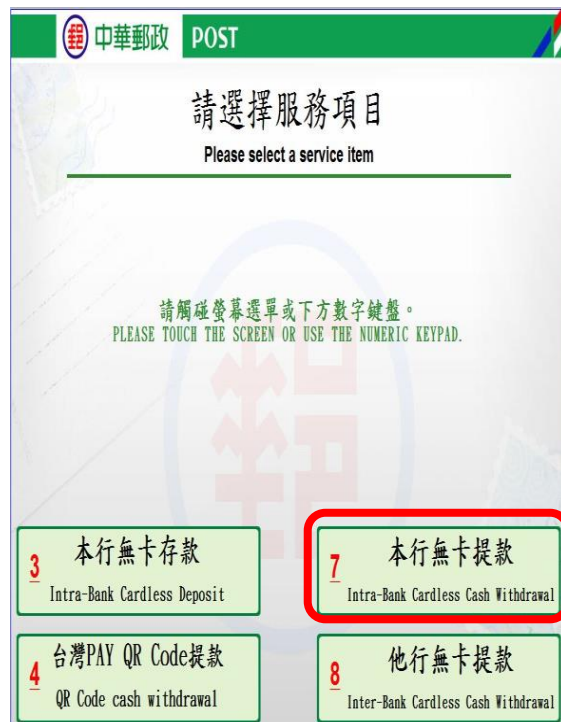 郵 中華郵政 POST
請選擇服務項目
Please select a service item
請觸碰螢幕選單或下方數字鍵盤。
PLEASE TOUCH THE SCREEN OR USE THE NUMERIC KEYPAD.
3 本行無卡存款
Intra-Bank Cardless Deposit
7 本行無卡提款
Intra-Bank Cardless Cash Withdrawal
4 台灣PAY QR Code提款
QR Code cash withdrawal
8 他行無卡提款
Inter-Bank Cardless Cash Withdrawal